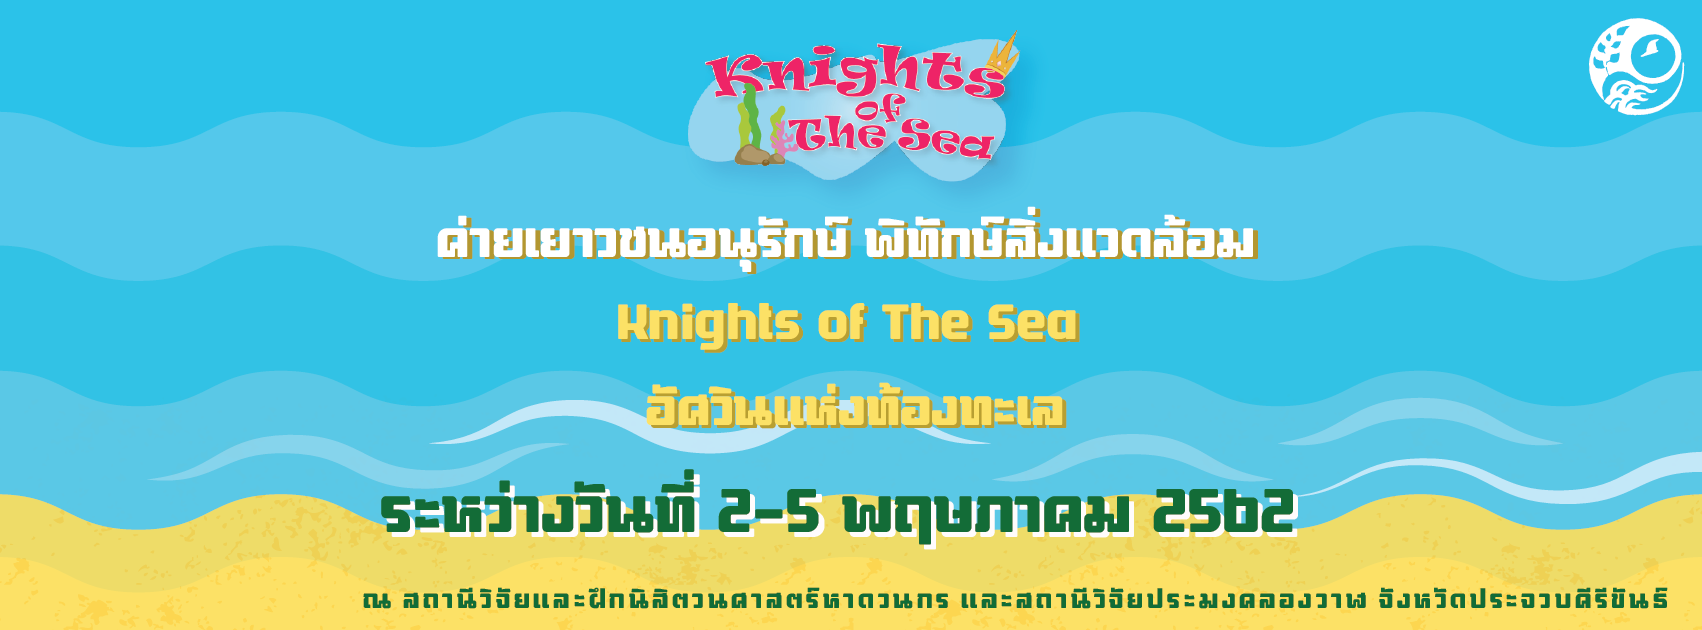 Knights
of
The Sea
ค่ายเยาวชนอนุรักษ์ พิทักษ์สิ่งแวดล้อม
Knights of The Sea
อัศวินแห่งท้องทะเล
ระหว่างวันที่ 2-5 พฤษภาคม 2562
ณ สถานีวิจัยและฝึกนิสิตวนศาสตร์หาดวนกร และสถานีวิจัยประมงคลองวาฬ จังหวัดประจวบคีรีขันธ์